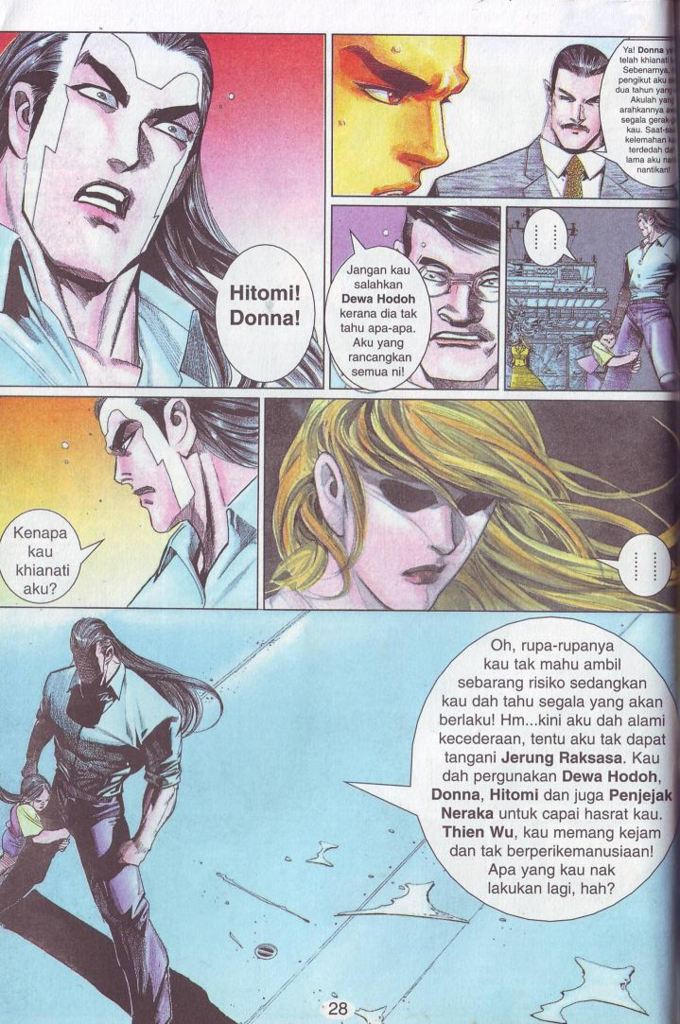 Hitomi!
Donna!
Ya! Donna
telah khianati
Sebenarnya,
pengikut aku
dua tahun yang
Akulah yang
arahkannya
segala gerak
kau. Saat-
kelemahan
terdedah
lama aku
nantikan!
Jangan kau
salahkan
Dewa Hodoh
kerana dia tak
tahu apa-apa.
Aku yang
rancangkan
semua ni!
Kenapa
kau
khianati
aku?
Oh, rupa-rupanya
kau tak mahu ambil
sebarang risiko sedangkan
kau dah tahu segala yang akan
berlaku! Hm...kini aku dah alami
kecederaan, tentu aku tak dapat
tangani Jerung Raksasa. Kau
dah pergunakan Dewa Hodoh,
Donna, Hitomi dan juga Penjejak
Neraka untuk capai hasrat kau.
Thien Wu, kau memang kejam
dan tak berperikemanusiaan!
Apa yang kau nak
lakukan lagi, hah?
28